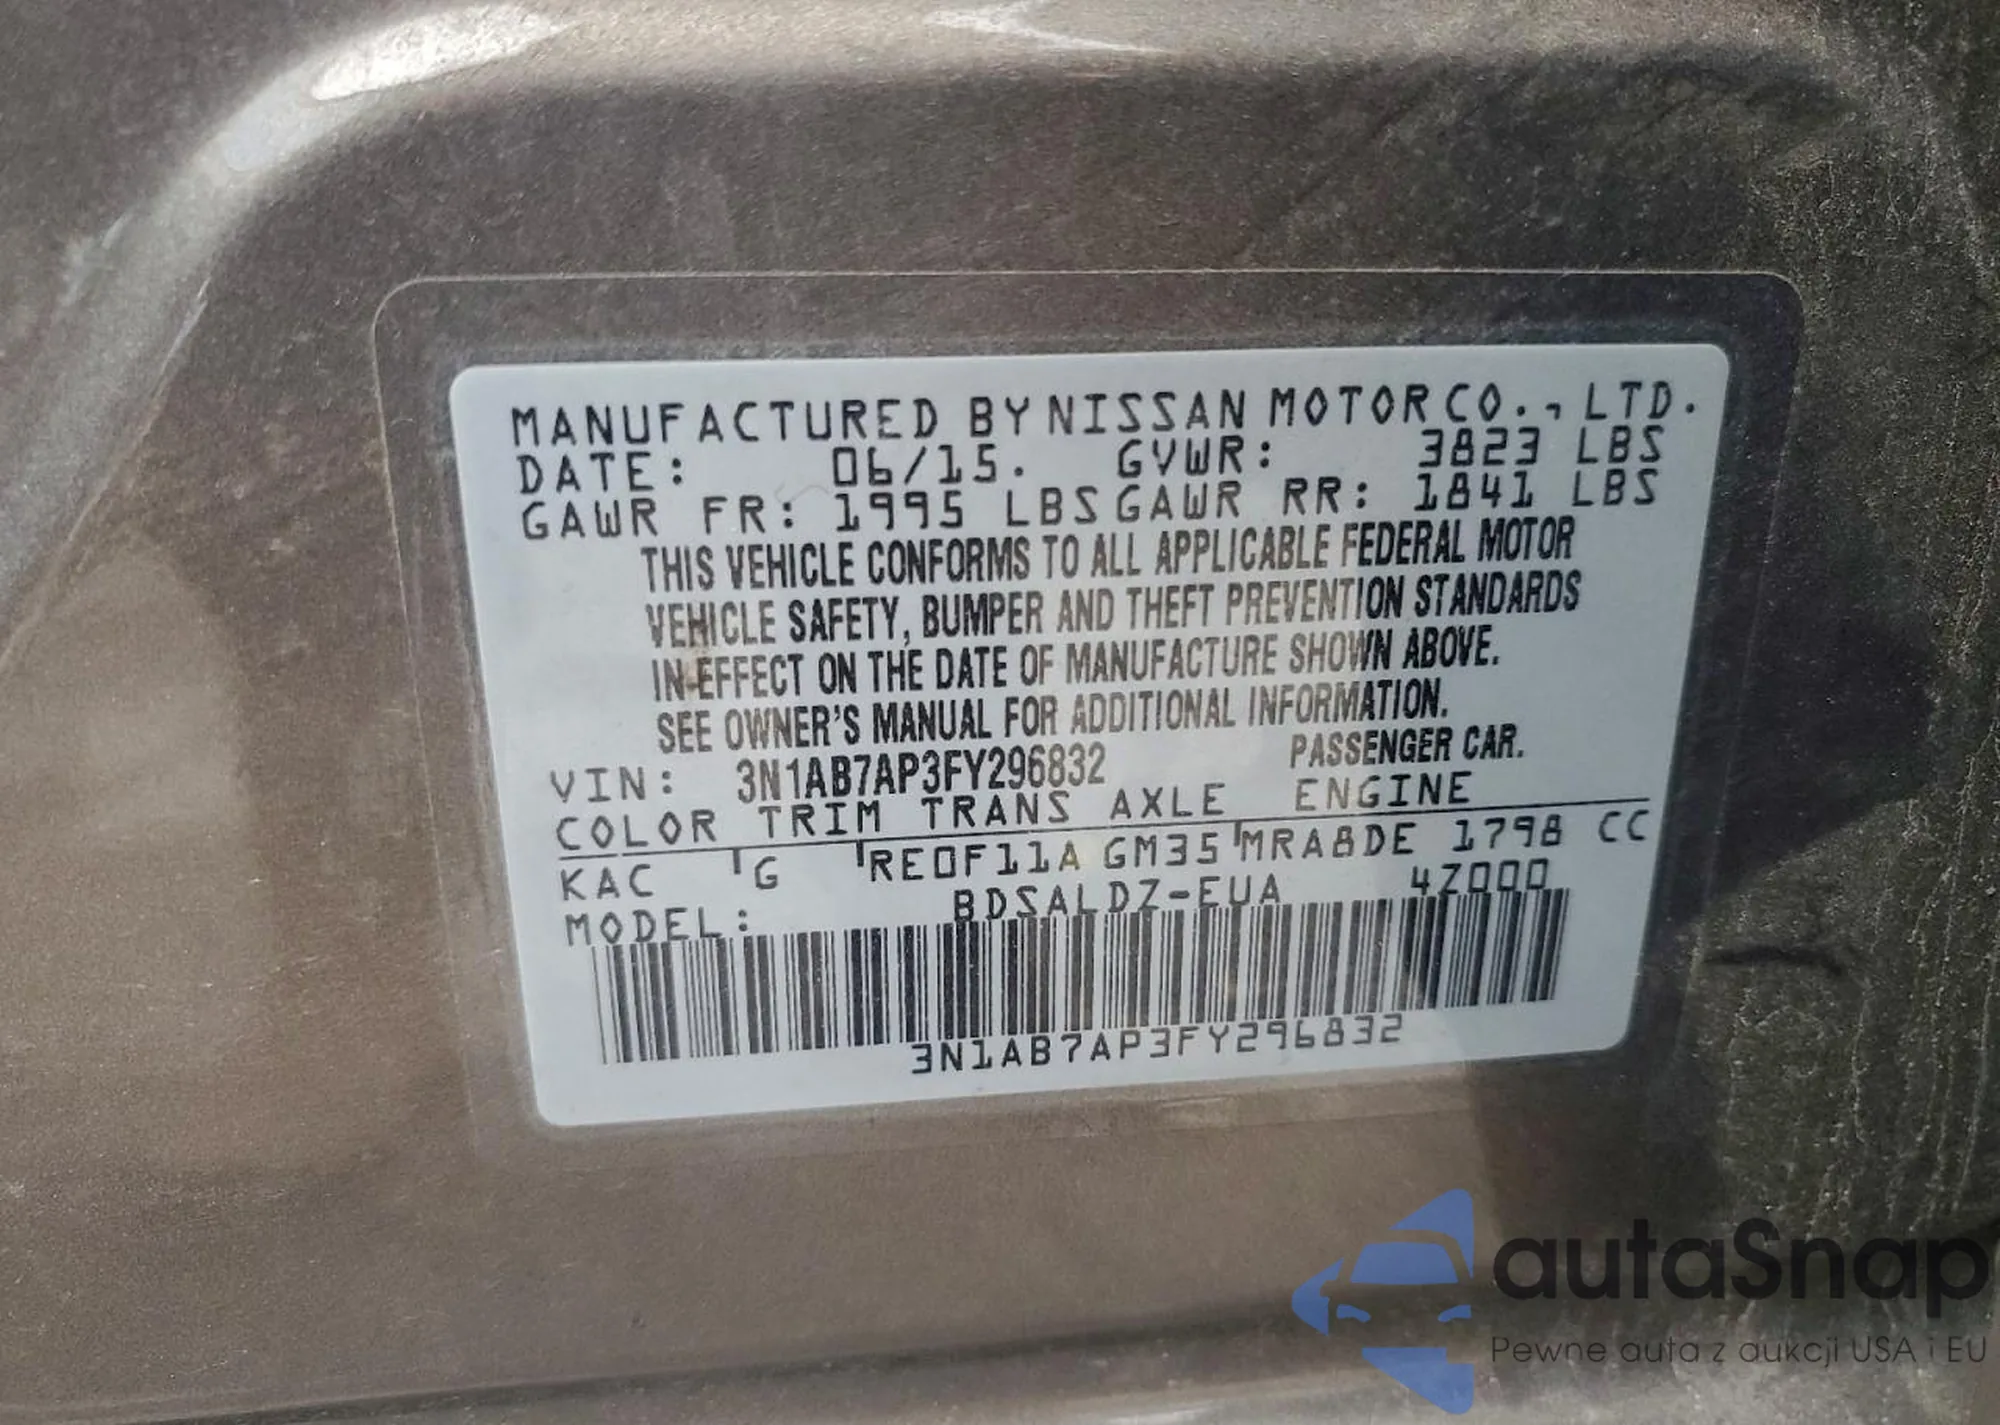 MANUFACTURED BY NISSAN MOTOR CO., LTD.
DATE: 06/15. GVWR: 3823 LBS
GAWR FR: 1995 LBS GAWR RR: 1841 LBS
THIS VEHICLE CONFORMS TO ALL APPLICABLE FEDERAL MOTOR
VEHICLE SAFETY, BUMPER AND THEFT PREVENTION STANDARDS
IN EFFECT ON THE DATE OF MANUFACTURE SHOWN ABOVE.
SEE OWNER'S MANUAL FOR ADDITIONAL INFORMATION.
VIN: 3N1AB7AP3FY296832 PASSENGER CAR.
COLOR TRIM TRANS AXLE ENGINE
KAC G RE0F11A GM35 MRA8DE 1798 CC
MODEL: BDSALDZ-EUA 4Z000
3N1AB7AP3FY296832
autaSnap
Pewne auta z aukcji USA i EU